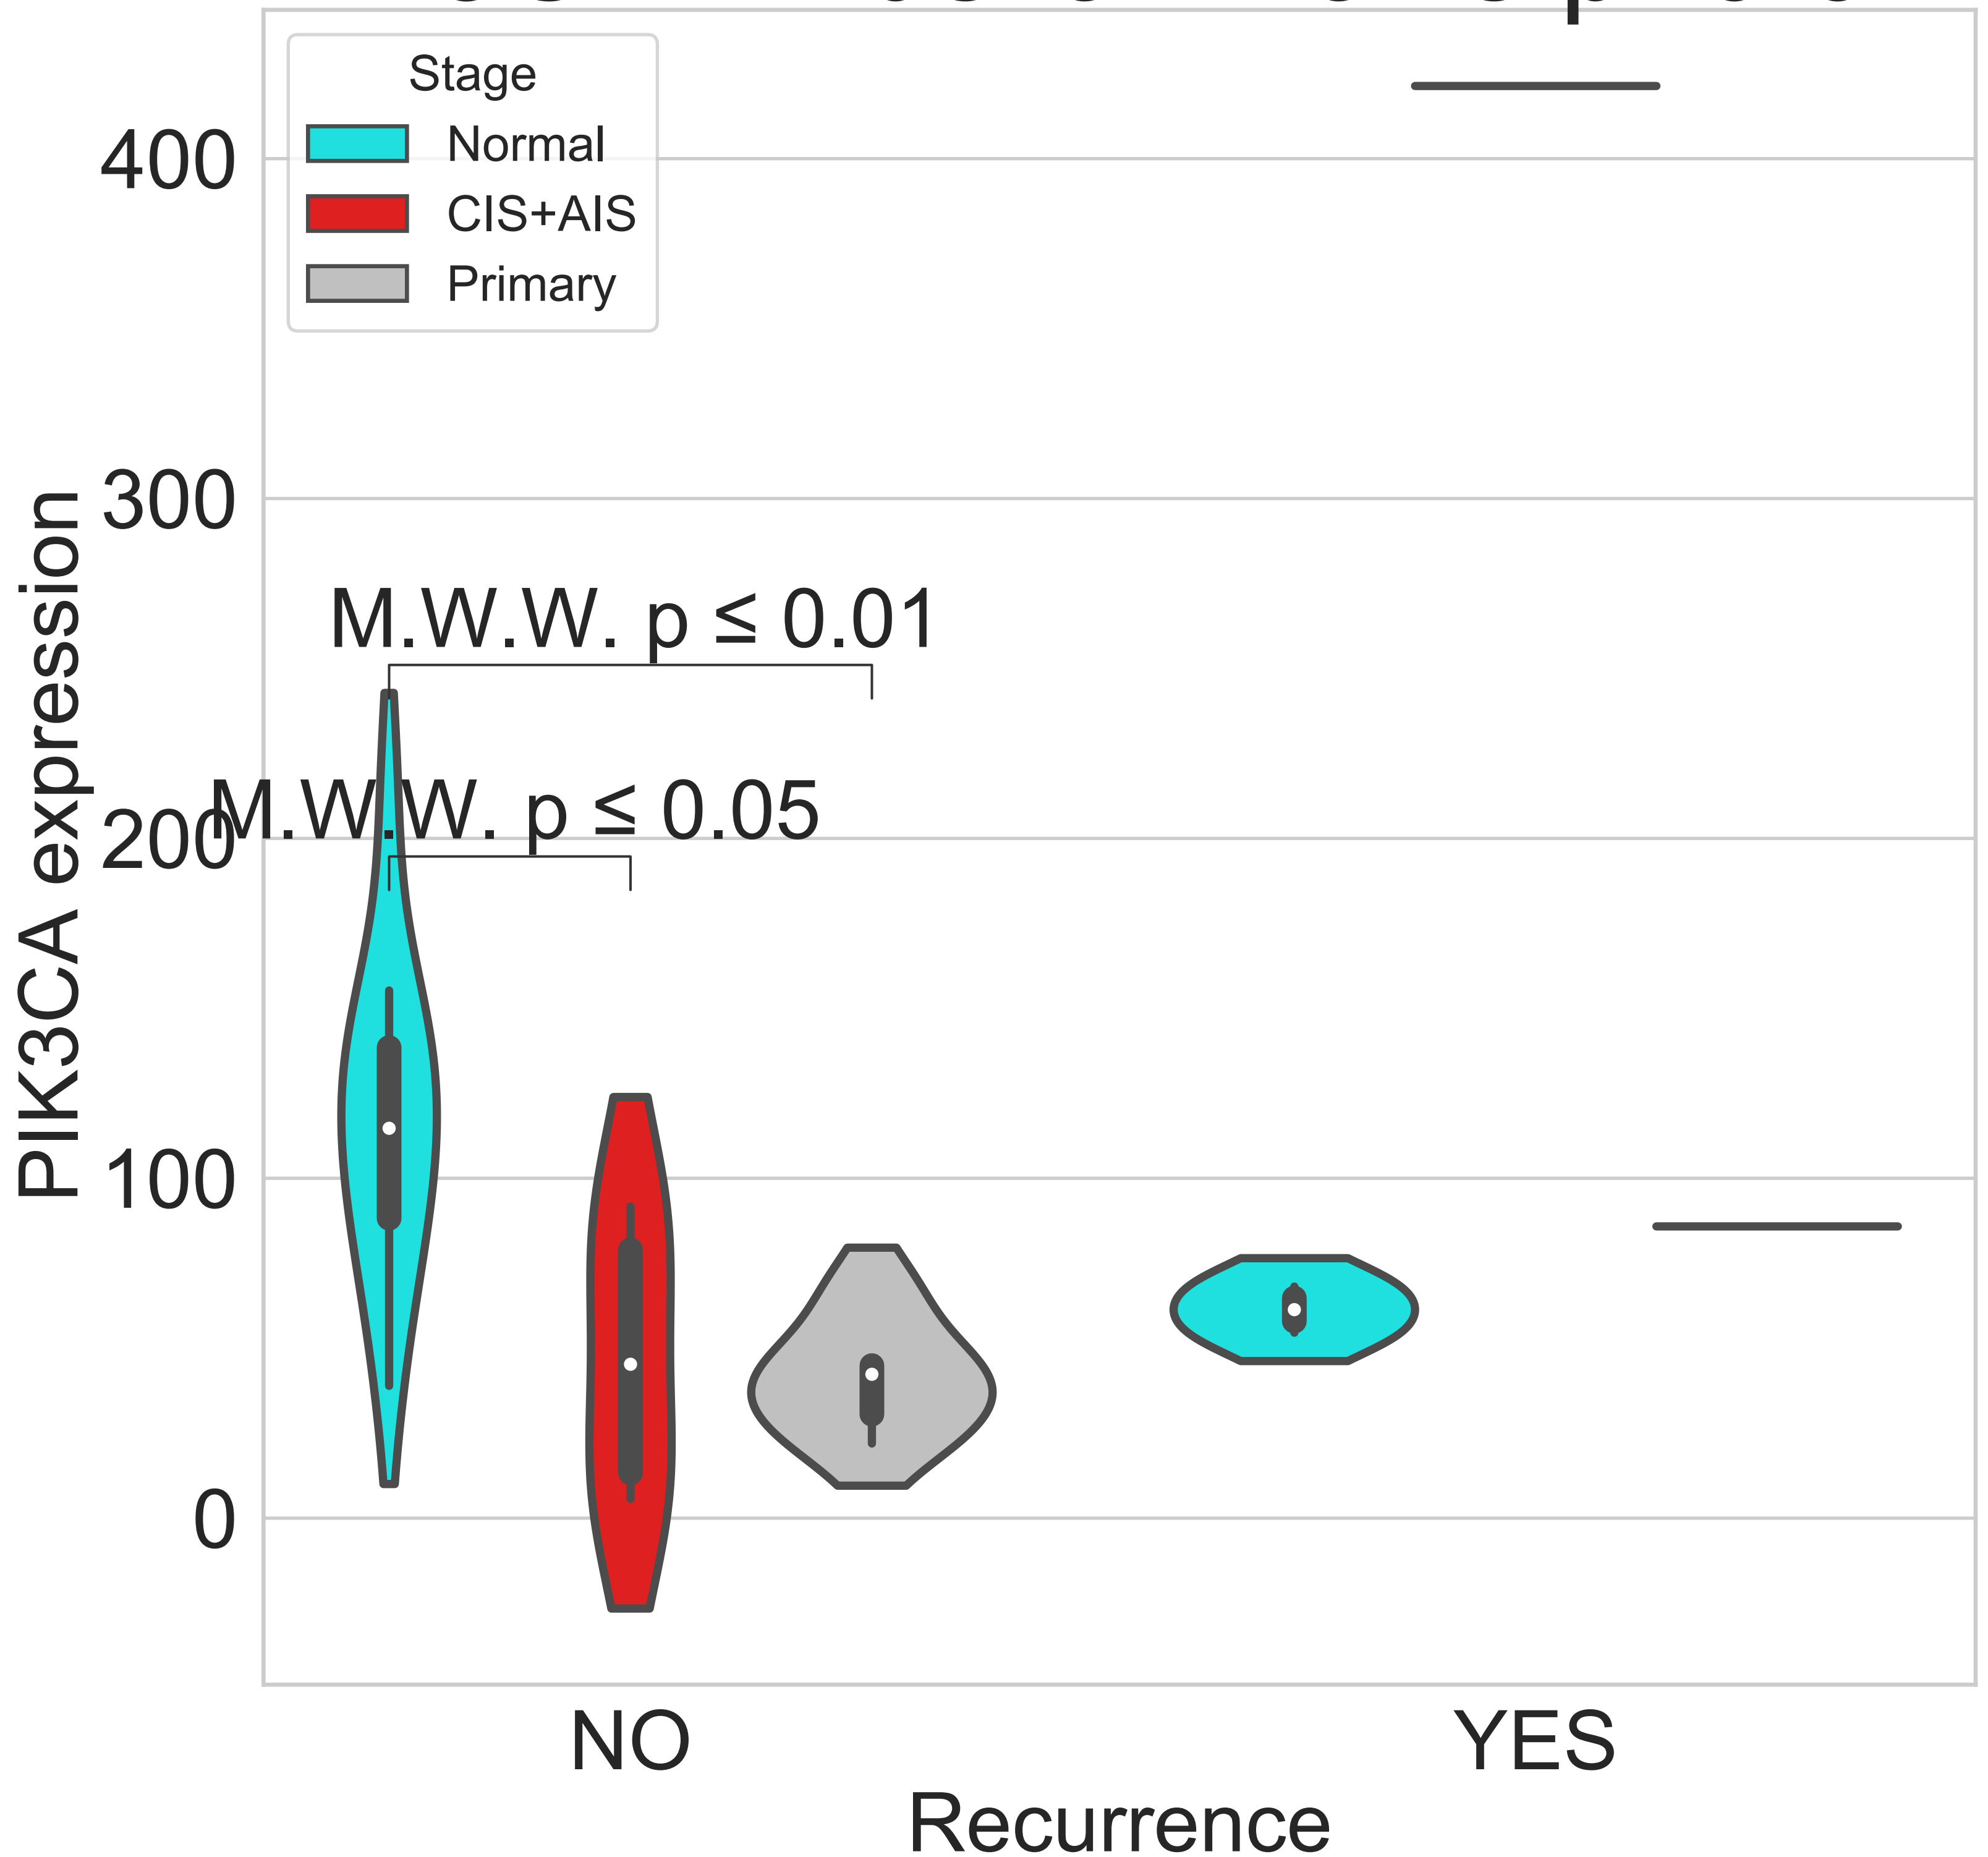 Stage
Normal
CIS+AIS
Primary
400
300
200
100
0
PIK3CA expression
M.W.W. p ≤ 0.01
M.W.W. p ≤ 0.05
NO
YES
Recurrence